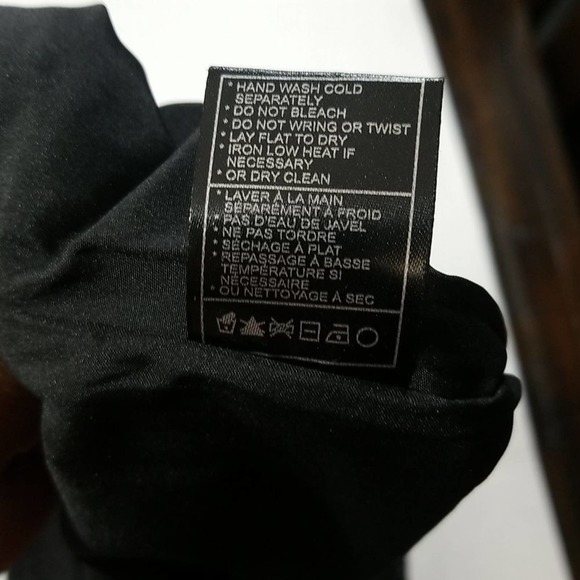 * HAND WASH COLD
SEPARATELY
* DO NOT BLEACH
* DO NOT WRING OR TWIST
* LAY FLAT TO DRY
* IRON LOW HEAT IF
NECESSARY
* OR DRY CLEAN
* LAVER À LA MAIN
SÉPARÉMENT À FROID
* PAS D'EAU DE JAVEL
* NE PAS TORDRE
* SÉCHAGE À PLAT
* REPASSAGE À BASSE
TEMPÉRATURE SI
NÉCESSAIRE
* OU NETTOYAGE À SEC